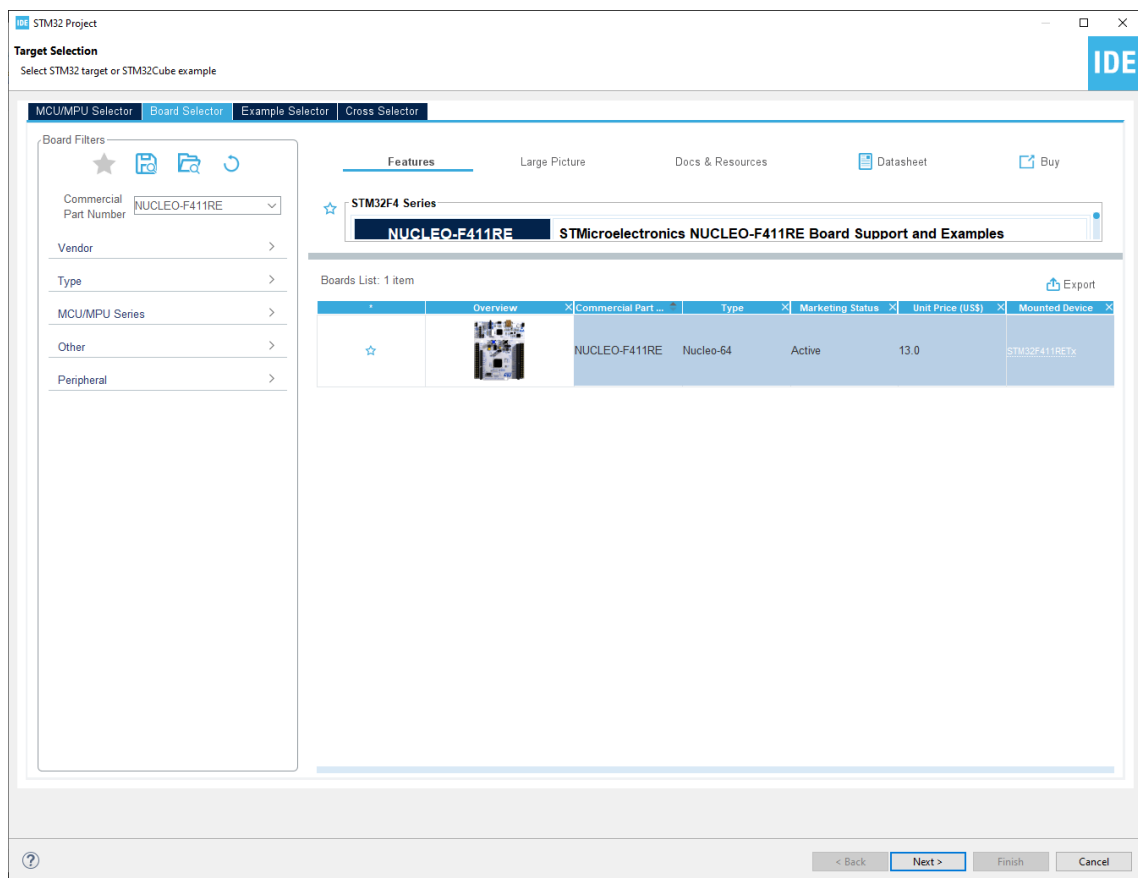 IDE STM32 Project
Target Selection
Select STM32 target or STM32Cube example
IDE
MCU/MPU Selector Board Selector Example Selector Cross Selector
Board Filters
Commercial Part Number
NUCLEO-F411RE
Vendor
Type
MCU/MPU Series
Other
Peripheral
Features Large Picture Docs & Resources Datasheet Buy
STM32F4 Series
NUCLEO-F411RE STMicroelectronics NUCLEO-F411RE Board Support and Examples
Boards List: 1 item
Export
* Overview Commercial Part ... Type Marketing Status Unit Price (US$) Mounted Device
NUCLEO-F411RE Nucleo-64 Active 13.0 STM32F411RETx
? < Back Next > Finish Cancel